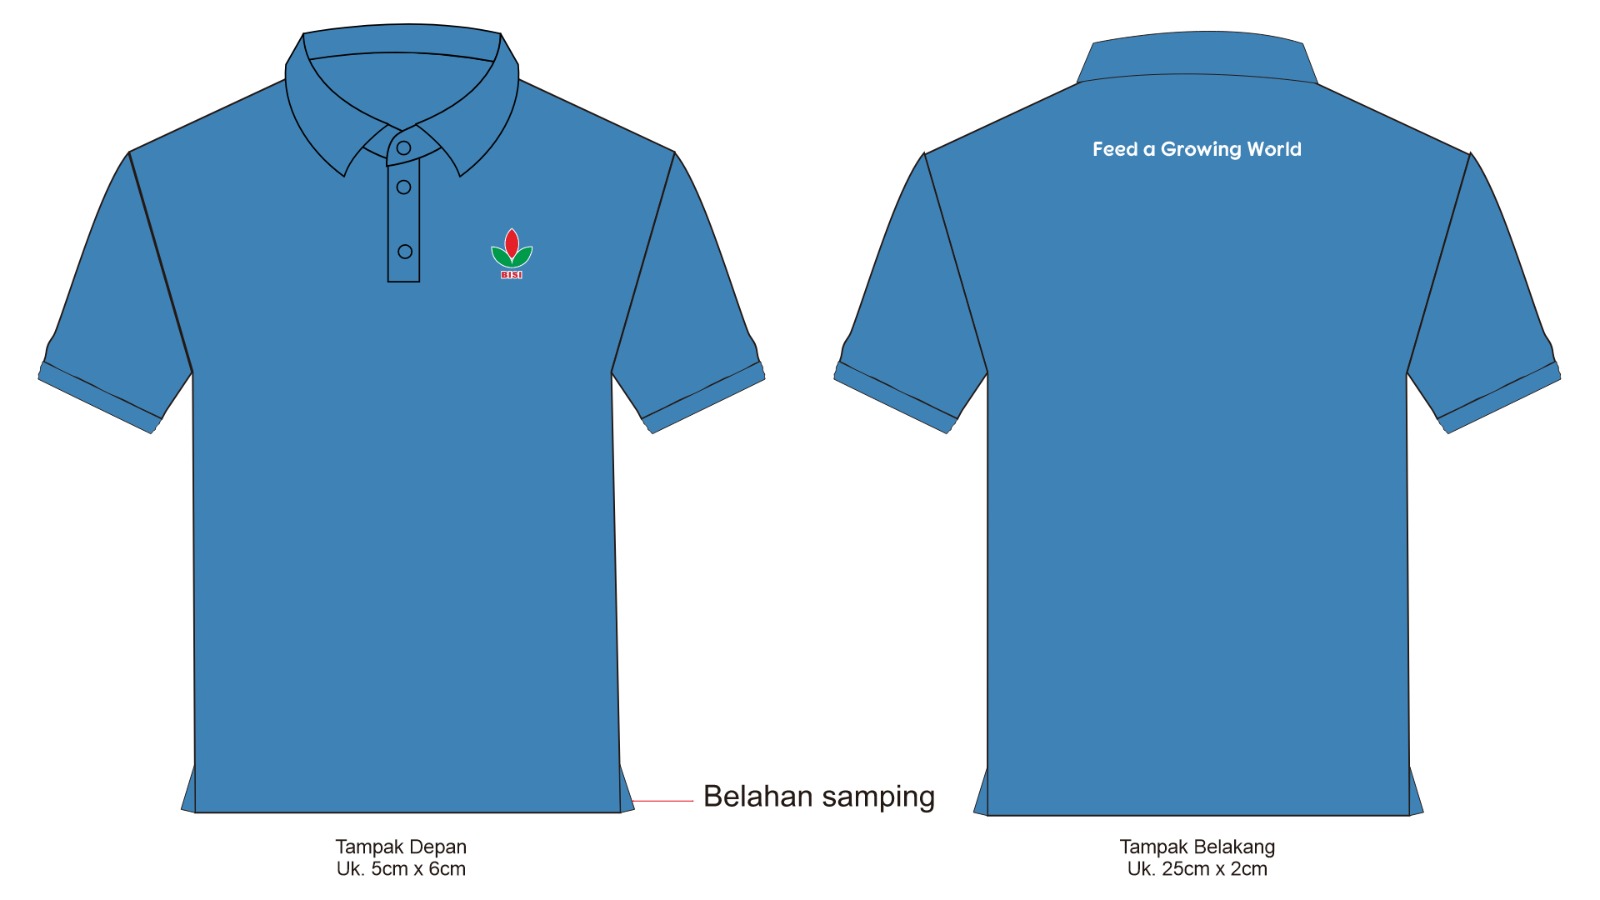 Feed a Growing World
BISI
Belahan samping
Tampak Depan
Uk. 5cm x 6cm
Tampak Belakang
Uk. 25cm x 2cm